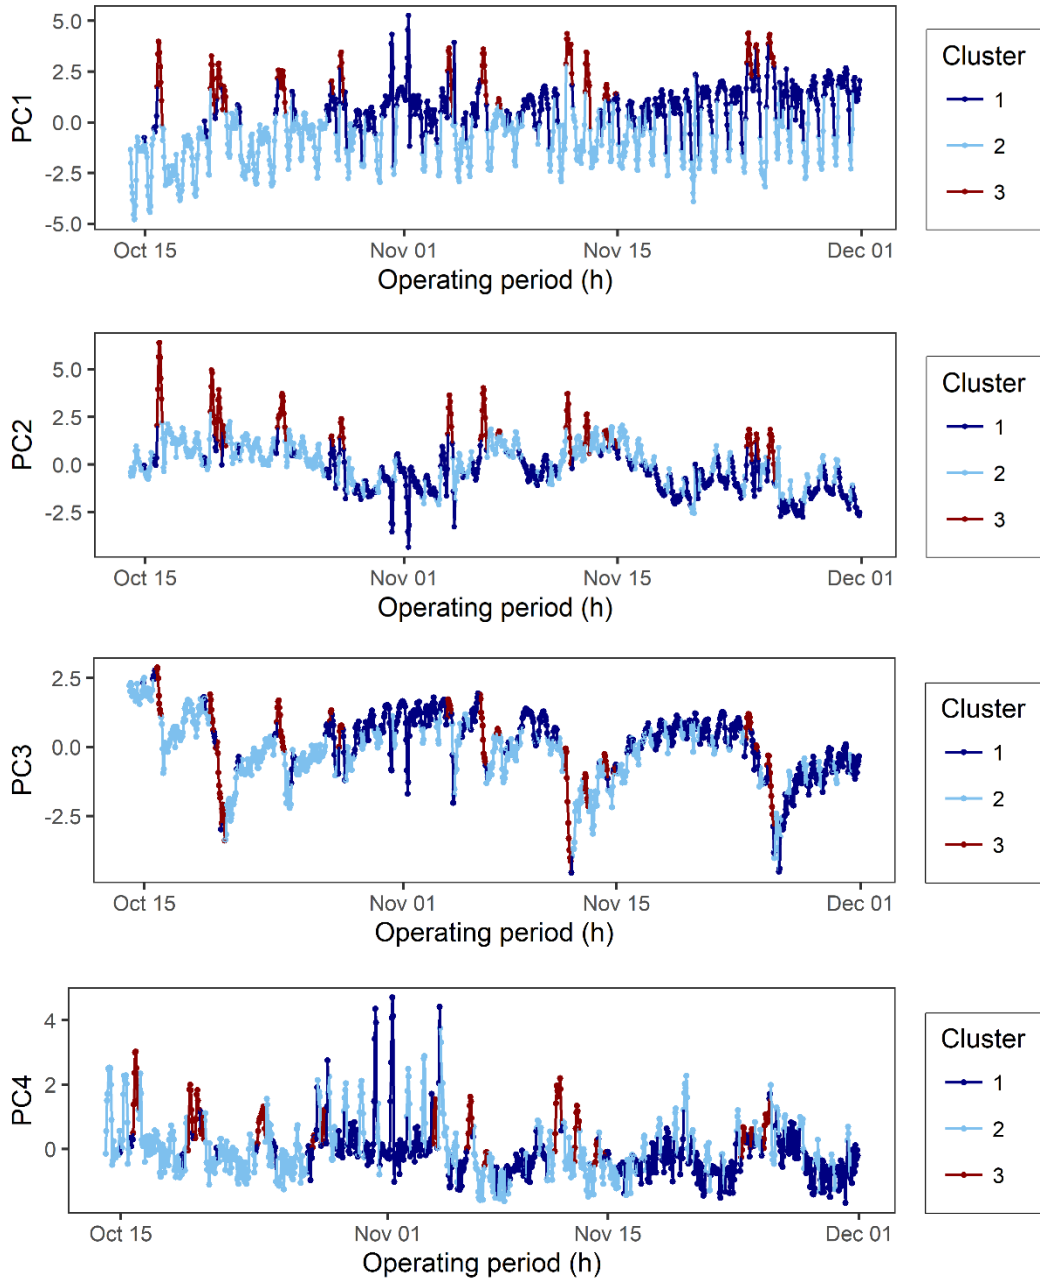 PC1
5.0
2.5
0.0
-2.5
-5.0
Oct 15
Nov 01
Nov 15
Dec 01
Operating period (h)
Cluster
1
2
3
PC2
5.0
2.5
0.0
-2.5
Oct 15
Nov 01
Nov 15
Dec 01
Operating period (h)
Cluster
1
2
3
PC3
2.5
0.0
-2.5
Oct 15
Nov 01
Nov 15
Dec 01
Operating period (h)
Cluster
1
2
3
PC4
4
2
0
Oct 15
Nov 01
Nov 15
Dec 01
Operating period (h)
Cluster
1
2
3